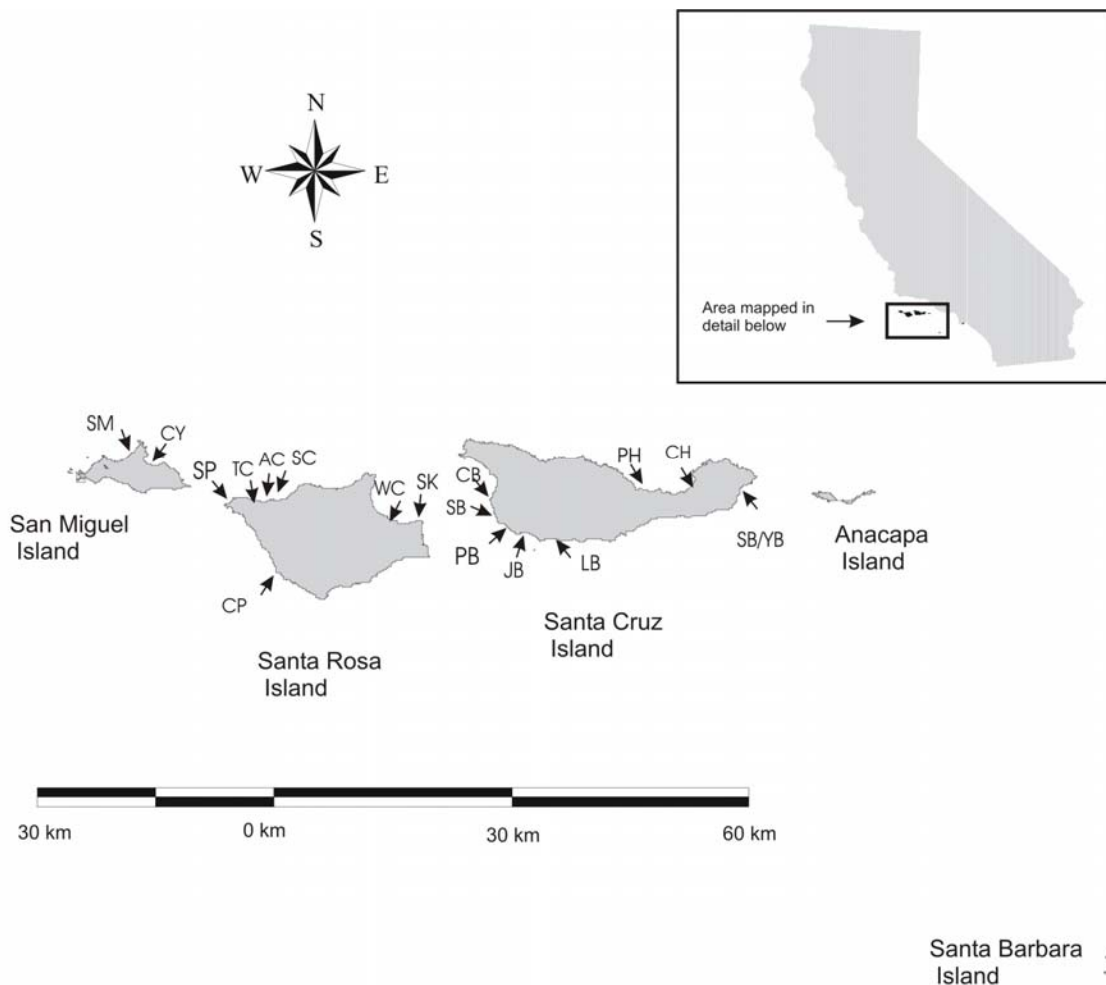 N
W
E
S
Area mapped in
detail below
SM
CY
SP
TC
AC
SC
WC
SK
CP
CB
SB
PB
JB
LB
PH
CH
SB/YB
San Miguel
Island
Santa Rosa
Island
Santa Cruz
Island
Anacapa
Island
30 km
0 km
30 km
60 km
Santa Barbara
Island